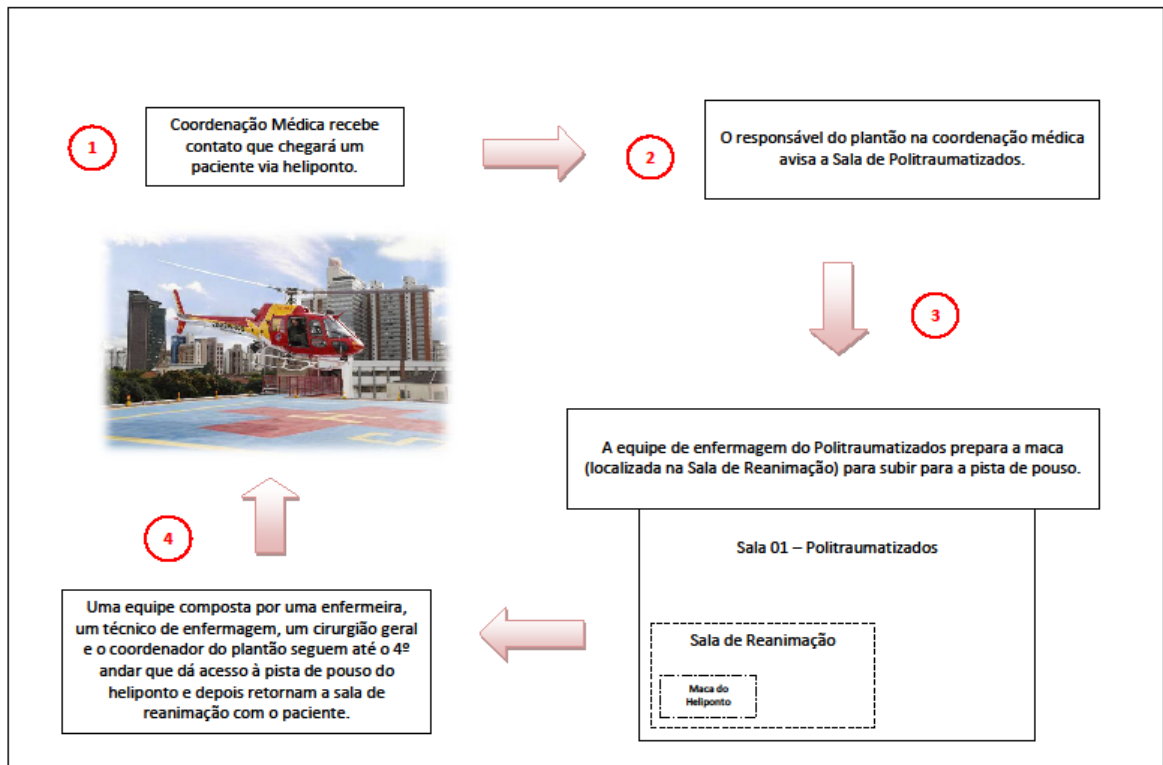 1
Coordenação Médica recebe
contato que chegará um
paciente via heliponto.
2
O responsável do plantão na coordenação médica
avisa a Sala de Politraumatizados.
3
A equipe de enfermagem do Politraumatizados prepara a maca
(localizada na Sala de Reanimação) para subir para a pista de pouso.
Sala 01 – Politraumatizados
Sala de Reanimação
Maca do
Heliponto
4
Uma equipe composta por uma enfermeira,
um técnico de enfermagem, um cirurgião geral
e o coordenador do plantão seguem até o 4º
andar que dá acesso à pista de pouso do
heliponto e depois retornam a sala de
reanimação com o paciente.